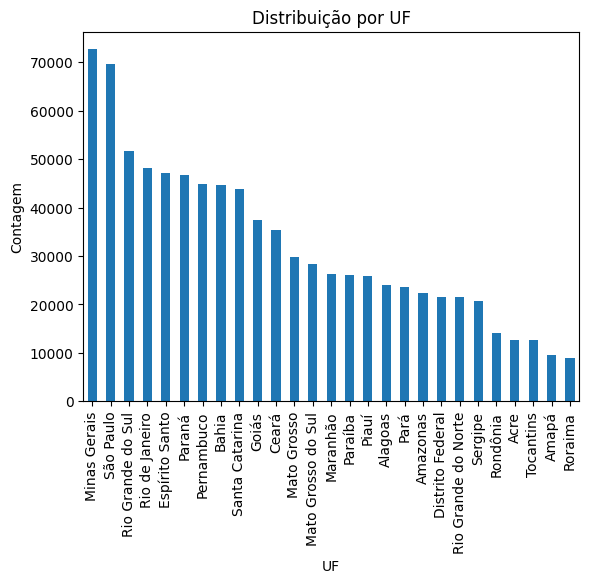 Distribuição por UF
Contagem
70000
60000
50000
40000
30000
20000
10000
0
Minas Gerais
São Paulo
Rio Grande do Sul
Rio de Janeiro
Espírito Santo
Paraná
Pernambuco
Bahia
Santa Catarina
Goiás
Ceará
Mato Grosso
Mato Grosso do Sul
Maranhão
Paraíba
Piauí
Alagoas
Pará
Amazonas
Distrito Federal
Rio Grande do Norte
Sergipe
Rondônia
Acre
Tocantins
Amapá
Roraima
UF